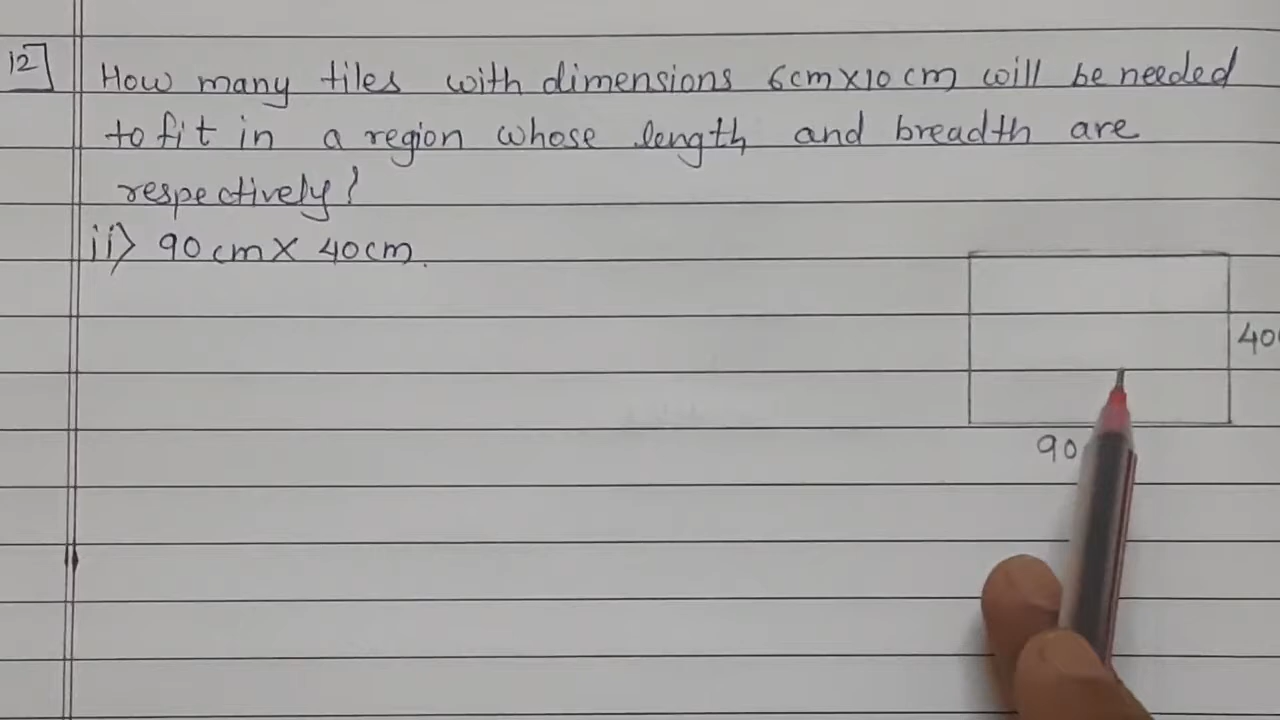 12
How many tiles with dimensions 6cm×10cm will be needed
to fit in a region whose length and breadth are
respectively?
ii) 90cm× 40cm.
40
90